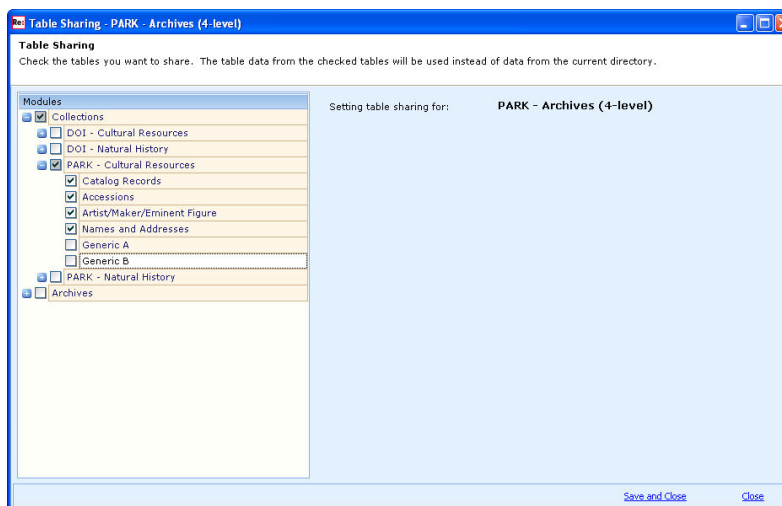 Re: Table Sharing - PARK - Archives (4-level)
Table Sharing
Check the tables you want to share. The table data from the checked tables will be used instead of data from the current directory.
Modules
Setting table sharing for: PARK - Archives (4-level)
Collections
DOI - Cultural Resources
DOI - Natural History
PARK - Cultural Resources
Catalog Records
Accessions
Artist/Maker/Eminent Figure
Names and Addresses
Generic A
Generic B
PARK - Natural History
Archives
Save and Close Close